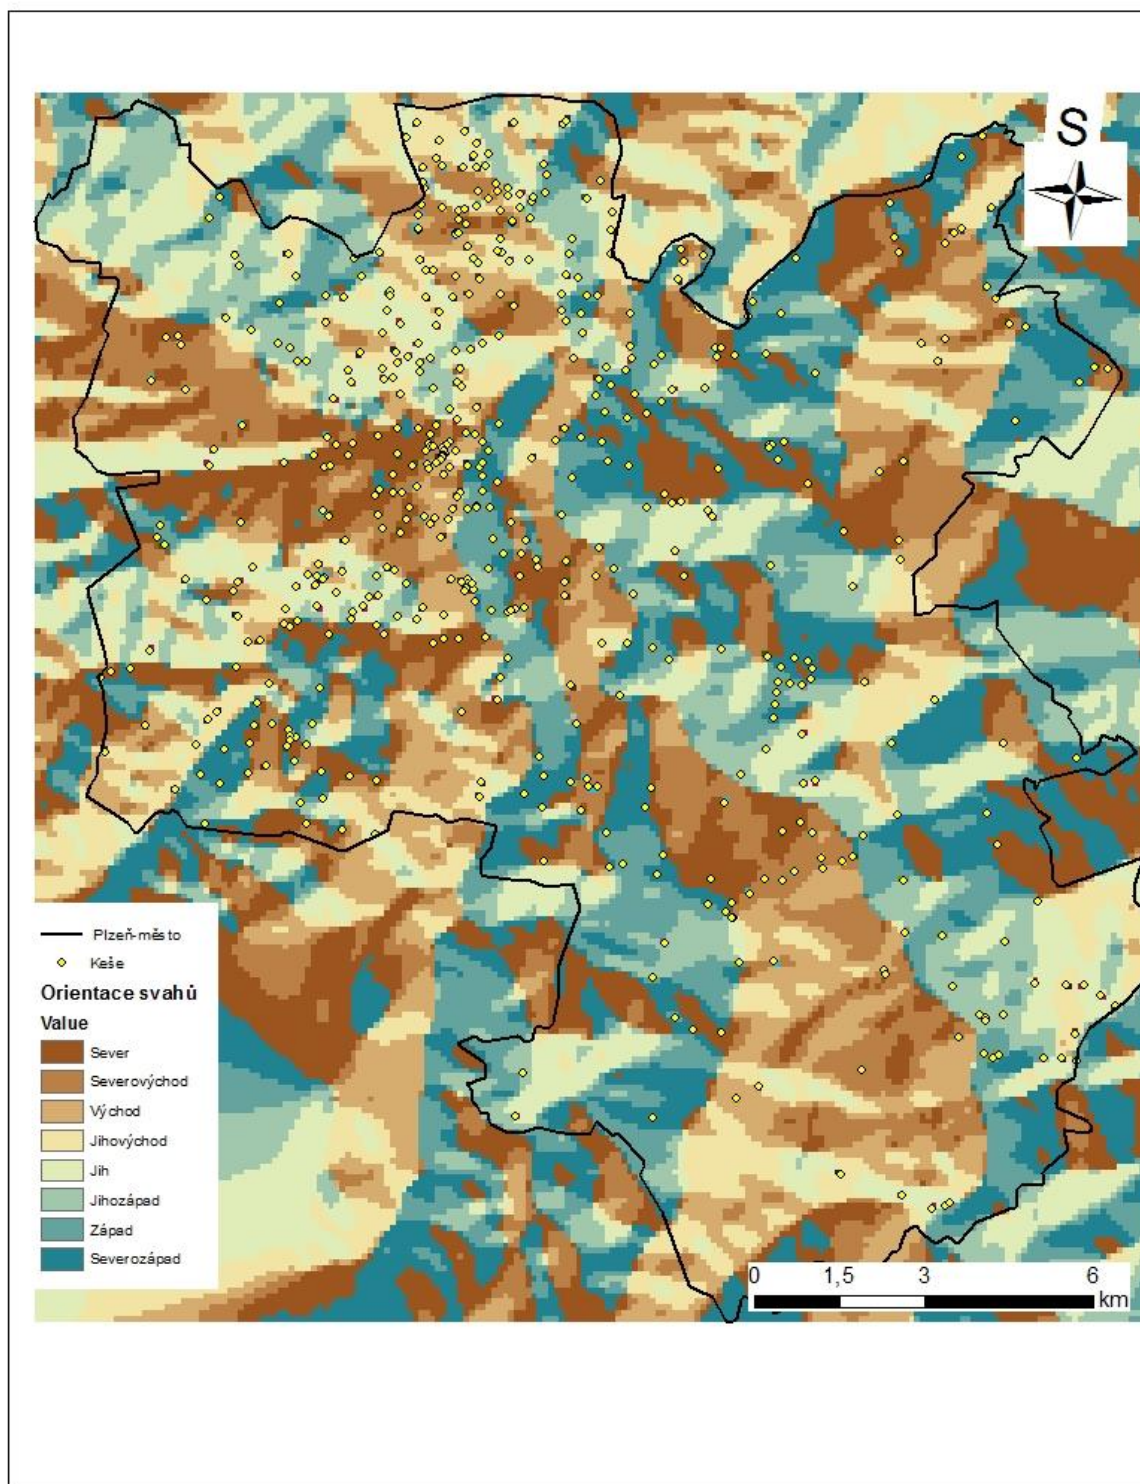 S
Plzeň-město
Keše
Orientace svahů
Value
Sever
Severovýchod
Východ
Jihovýchod
Jih
Jihozápad
Západ
Severozápad
0 1,5 3 6
km